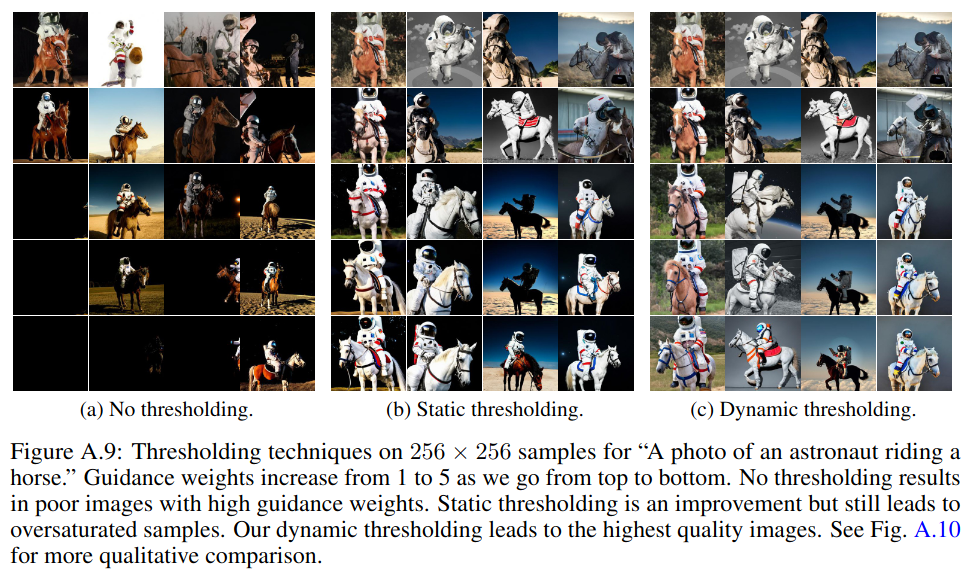 (a) No thresholding.
(b) Static thresholding.
(c) Dynamic thresholding.
Figure A.9: Thresholding techniques on 256 × 256 samples for “A photo of an astronaut riding a
horse.” Guidance weights increase from 1 to 5 as we go from top to bottom. No thresholding results
in poor images with high guidance weights. Static thresholding is an improvement but still leads to
oversaturated samples. Our dynamic thresholding leads to the highest quality images. See Fig. A.10
for more qualitative comparison.